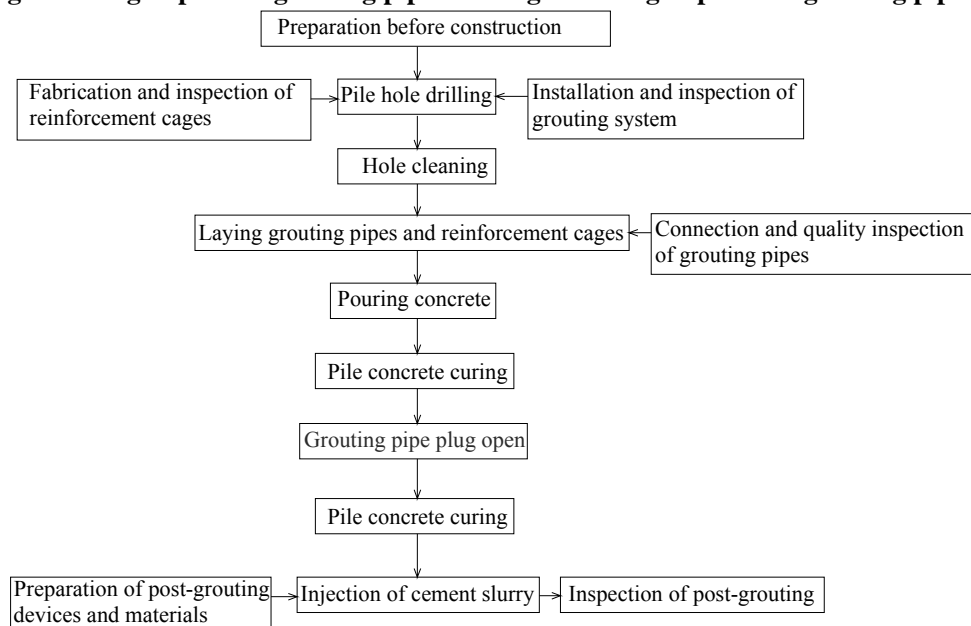 Preparation before construction
Fabrication and inspection of
reinforcement cages
Pile hole drilling
Installation and inspection of
grouting system
Hole cleaning
Laying grouting pipes and reinforcement cages
Connection and quality inspection
of grouting pipes
Pouring concrete
Pile concrete curing
Grouting pipe plug open
Pile concrete curing
Preparation of post-grouting
devices and materials
Injection of cement slurry
Inspection of post-grouting